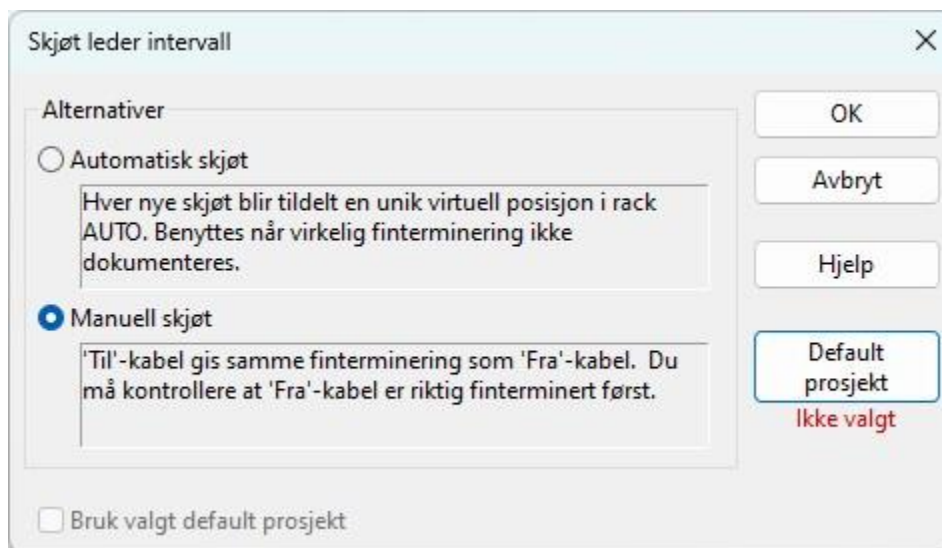 Skjøt leder intervall
Alternativer
Automatisk skjøt
Hver nye skjøt blir tildelt en unik virtuell posisjon i rack
AUTO. Benyttes når virkelig finterminering ikke
dokumenteres.
Manuell skjøt
'Til'-kabel gis samme finterminering som 'Fra'-kabel.  Du
må kontrollere at 'Fra'-kabel er riktig finterminert først.
OK
Avbryt
Hjelp
Default
prosjekt
Ikke valgt
Bruk valgt default prosjekt